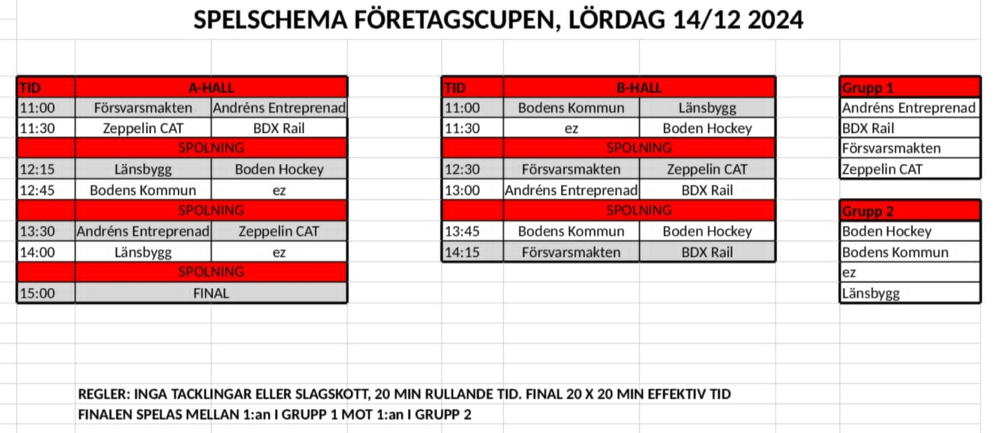 SPELSCHEMA FÖRETAGSCUPEN, LÖRDAG 14/12 2024
TID A-HALL
11:00 Försvarsmakten Andréns Entreprenad
11:30 Zeppelin CAT BDX Rail
SPOLNING
12:15 Länsbygg Boden Hockey
12:45 Bodens Kommun ez
SPOLNING
13:30 Andréns Entreprenad Zeppelin CAT
14:00 Länsbygg ez
SPOLNING
15:00 FINAL
TID B-HALL
11:00 Bodens Kommun Länsbygg
11:30 ez Boden Hockey
SPOLNING
12:30 Försvarsmakten Zeppelin CAT
13:00 Andréns Entreprenad BDX Rail
SPOLNING
13:45 Bodens Kommun Boden Hockey
14:15 Försvarsmakten BDX Rail
Grupp 1
Andréns Entreprenad
BDX Rail
Försvarsmakten
Zeppelin CAT
Grupp 2
Boden Hockey
Bodens Kommun
ez
Länsbygg
REGLER: INGA TACKLINGAR ELLER SLAGSKOTT, 20 MIN RULLANDE TID. FINAL 20 X 20 MIN EFFEKTIV TID
FINALEN SPELAS MELLAN 1:an I GRUPP 1 MOT 1:an I GRUPP 2